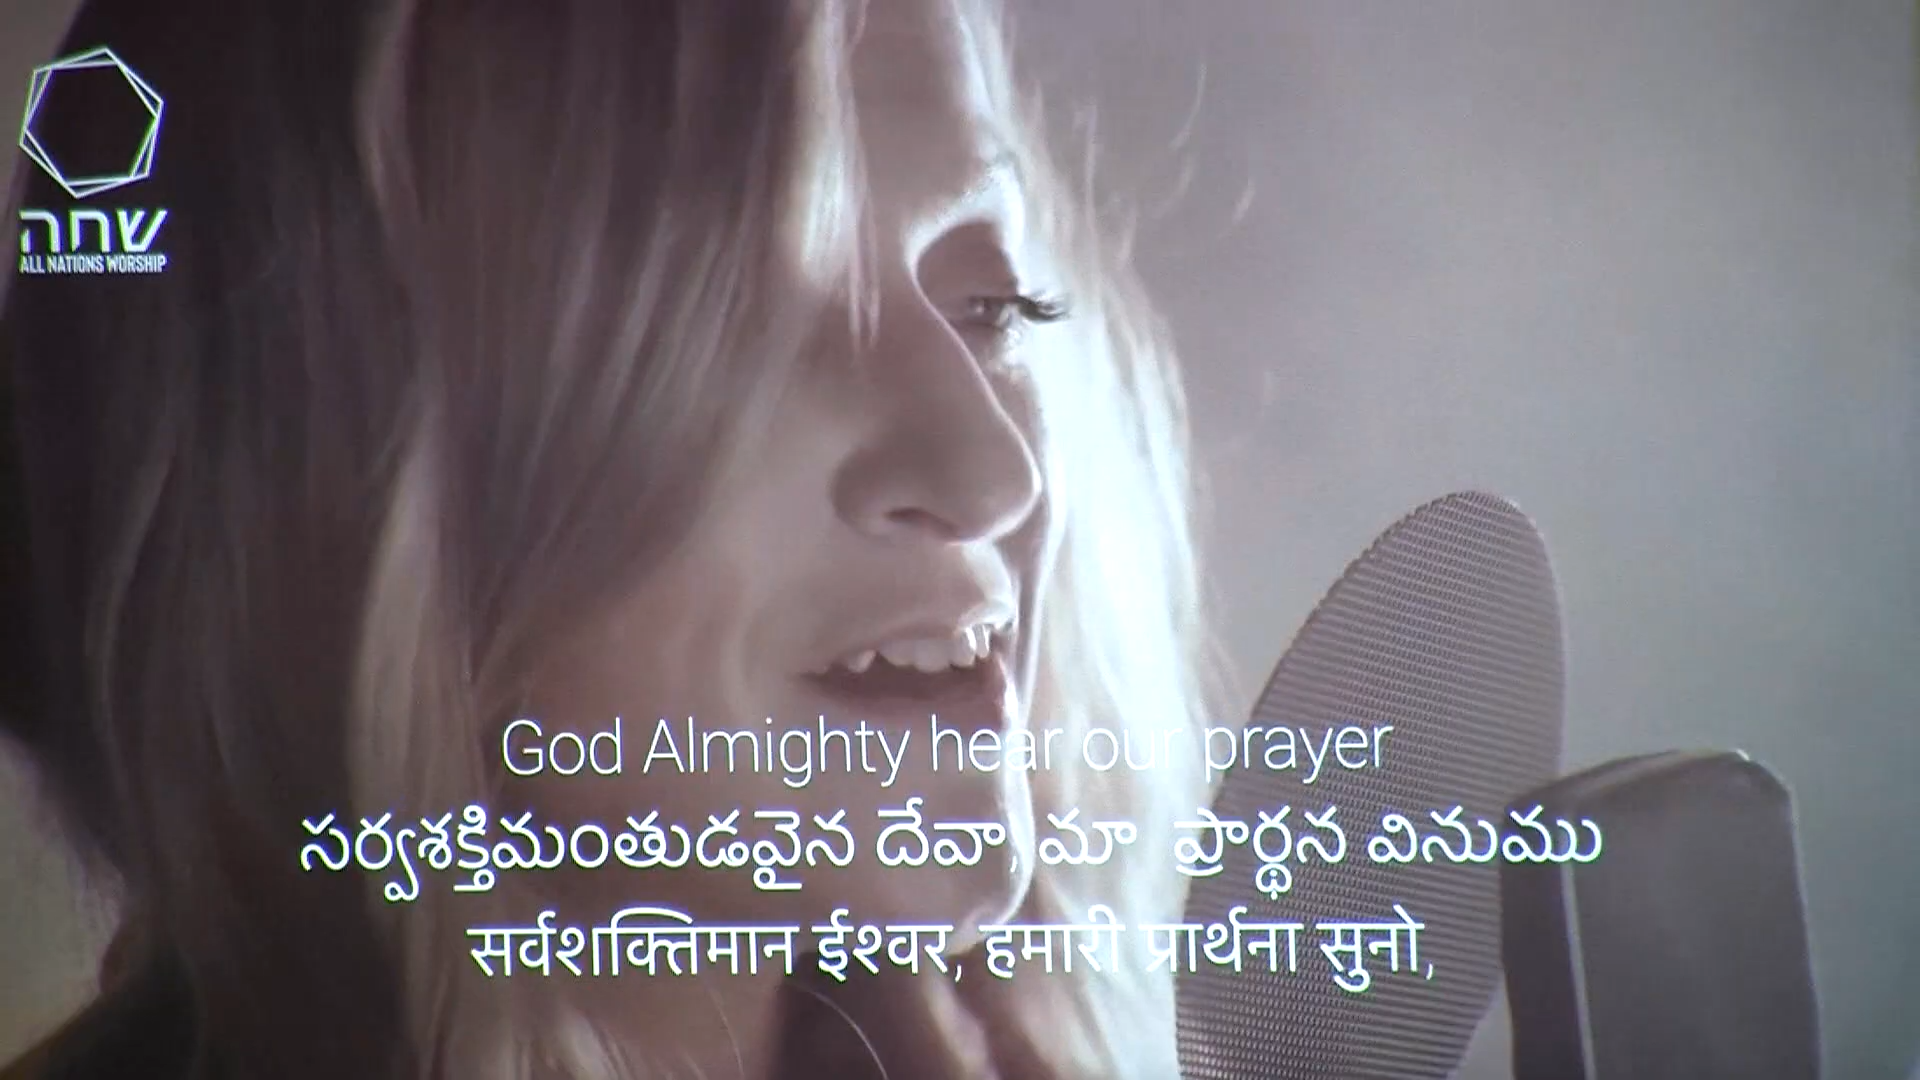 שחה
ALL NATIONS WORSHIP
God Almighty hear our prayer
సర్వశక్తిమంతుడవైన దేవా, మా ప్రార్థన వినుము
सर्वशक्तिमान ईश्वर, हमारी प्रार्थना सुनो,